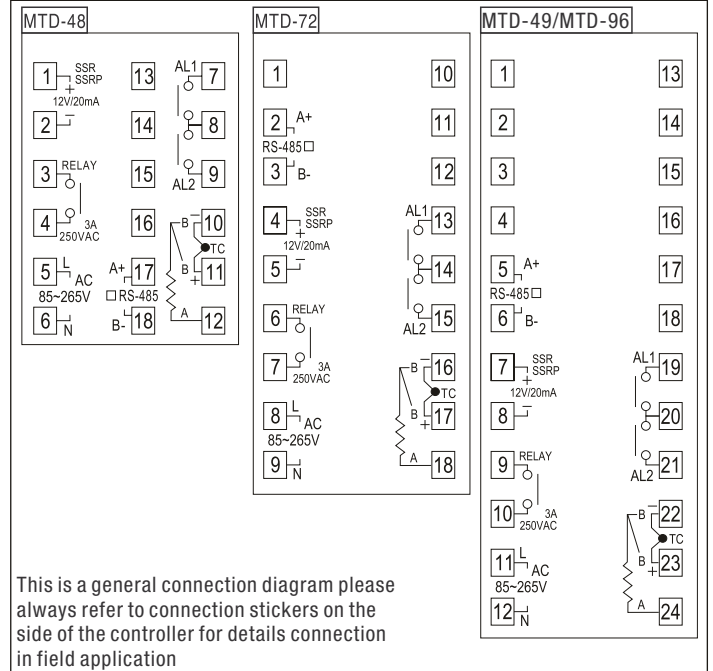 MTD-48
1 SSR SSRP + 13 AL1 7
12V/20mA
2 − 14 8
3 RELAY 15 AL2 9
4 3A 250VAC 16 B − 10
TC
5 L AC A+ 17 B + 11
85~265V □ RS-485
6 N B- 18 A 12
MTD-72
1 10
2 A+ 11
RS-485 □
3 B- 12
4 SSR SSRP + AL1 13
12V/20mA
5 − 14
6 RELAY AL2 15
7 3A 250VAC B − 16
TC
8 L AC B + 17
85~265V
9 N A 18
MTD-49/MTD-96
1 13
2 14
3 15
4 16
5 A+ 17
RS-485 □
6 B- 18
7 SSR SSRP + AL1 19
12V/20mA
8 − 20
9 RELAY AL2 21
10 3A 250VAC B − 22
TC
11 L AC B + 23
85~265V
12 N A 24
This is a general connection diagram please
always refer to connection stickers on the
side of the controller for details connection
in field application